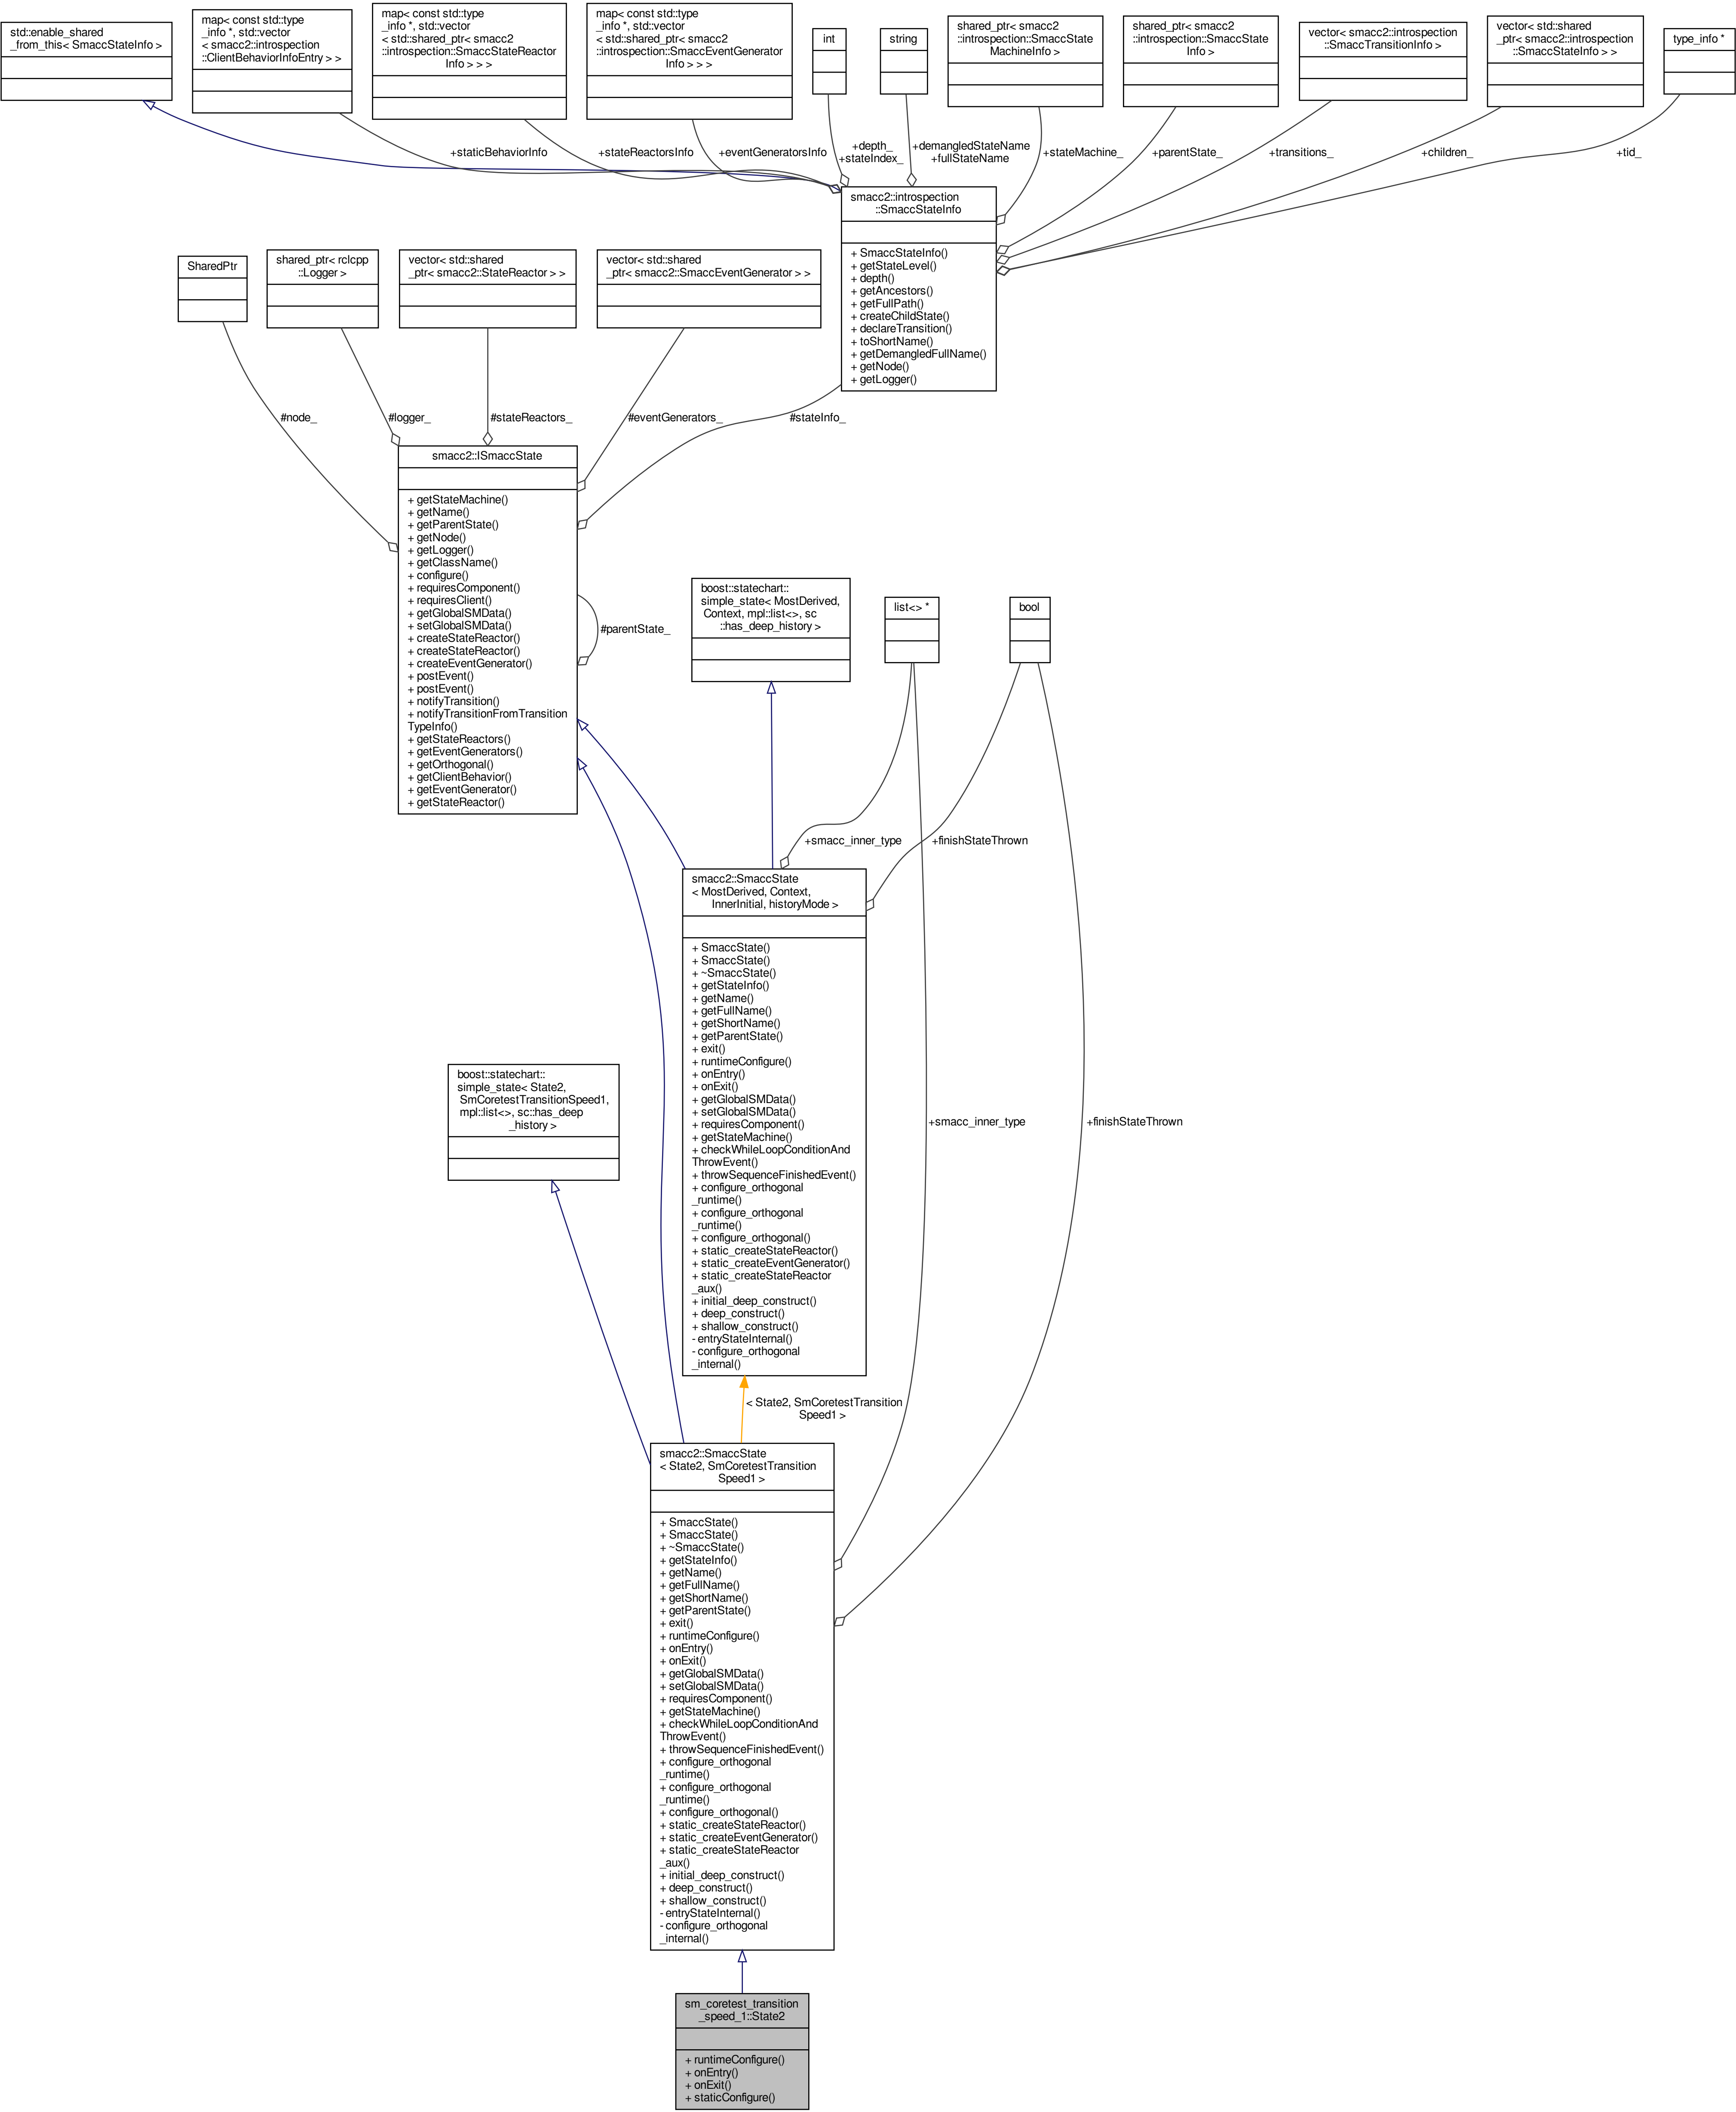 std::enable_shared
_from_this< SmaccStateInfo >
map< const std::type
_info *, std::vector
< smacc2::introspection
::ClientBehaviorInfoEntry > >
map< const std::type
_info *, std::vector
< std::shared_ptr< smacc2
::introspection::SmaccStateReactor
Info > > >
map< const std::type
_info *, std::vector
< std::shared_ptr< smacc2
::introspection::SmaccEventGenerator
Info > > >
int
string
shared_ptr< smacc2
::introspection::SmaccState
MachineInfo >
shared_ptr< smacc2
::introspection::SmaccState
Info >
vector< smacc2::introspection
::SmaccTransitionInfo >
vector< std::shared
_ptr< smacc2::introspection
::SmaccStateInfo > >
type_info *
+staticBehaviorInfo
+stateReactorsInfo
+eventGeneratorsInfo
+depth_
+stateIndex_
+demangledStateName
+fullStateName
+stateMachine_
+parentState_
+transitions_
+children_
+tid_
smacc2::introspection
::SmaccStateInfo
+ SmaccStateInfo()
+ getStateLevel()
+ depth()
+ getAncestors()
+ getFullPath()
+ createChildState()
+ declareTransition()
+ toShortName()
+ getDemangledFullName()
+ getNode()
+ getLogger()
SharedPtr
shared_ptr< rclcpp
::Logger >
vector< std::shared
_ptr< smacc2::StateReactor > >
vector< std::shared
_ptr< smacc2::SmaccEventGenerator > >
#node_
#logger_
#stateReactors_
#eventGenerators_
#stateInfo_
smacc2::ISmaccState
+ getStateMachine()
+ getName()
+ getParentState()
+ getNode()
+ getLogger()
+ getClassName()
+ configure()
+ requiresComponent()
+ requiresClient()
+ getGlobalSMData()
+ setGlobalSMData()
+ createStateReactor()
+ createStateReactor()
+ createEventGenerator()
+ postEvent()
+ postEvent()
+ notifyTransition()
+ notifyTransitionFromTransition
TypeInfo()
+ getStateReactors()
+ getEventGenerators()
+ getOrthogonal()
+ getClientBehavior()
+ getEventGenerator()
+ getStateReactor()
#parentState_
boost::statechart::
simple_state< MostDerived,
Context, mpl::list<>, sc
::has_deep_history >
list<> *
bool
+smacc_inner_type
+finishStateThrown
smacc2::SmaccState
< MostDerived, Context,
InnerInitial, historyMode >
+ SmaccState()
+ SmaccState()
+ ~SmaccState()
+ getStateInfo()
+ getName()
+ getFullName()
+ getShortName()
+ getParentState()
+ exit()
+ runtimeConfigure()
+ onEntry()
+ onExit()
+ getGlobalSMData()
+ setGlobalSMData()
+ requiresComponent()
+ getStateMachine()
+ checkWhileLoopConditionAnd
ThrowEvent()
+ throwSequenceFinishedEvent()
+ configure_orthogonal
_runtime()
+ configure_orthogonal
_runtime()
+ configure_orthogonal()
+ static_createStateReactor()
+ static_createEventGenerator()
+ static_createStateReactor
_aux()
+ initial_deep_construct()
+ deep_construct()
+ shallow_construct()
- entryStateInternal()
- configure_orthogonal
_internal()
boost::statechart::
simple_state< State2,
SmCoretestTransitionSpeed1,
mpl::list<>, sc::has_deep
_history >
+smacc_inner_type
+finishStateThrown
< State2, SmCoretestTransition
Speed1 >
smacc2::SmaccState
< State2, SmCoretestTransition
Speed1 >
+ SmaccState()
+ SmaccState()
+ ~SmaccState()
+ getStateInfo()
+ getName()
+ getFullName()
+ getShortName()
+ getParentState()
+ exit()
+ runtimeConfigure()
+ onEntry()
+ onExit()
+ getGlobalSMData()
+ setGlobalSMData()
+ requiresComponent()
+ getStateMachine()
+ checkWhileLoopConditionAnd
ThrowEvent()
+ throwSequenceFinishedEvent()
+ configure_orthogonal
_runtime()
+ configure_orthogonal
_runtime()
+ configure_orthogonal()
+ static_createStateReactor()
+ static_createEventGenerator()
+ static_createStateReactor
_aux()
+ initial_deep_construct()
+ deep_construct()
+ shallow_construct()
- entryStateInternal()
- configure_orthogonal
_internal()
sm_coretest_transition
_speed_1::State2
+ runtimeConfigure()
+ onEntry()
+ onExit()
+ staticConfigure()